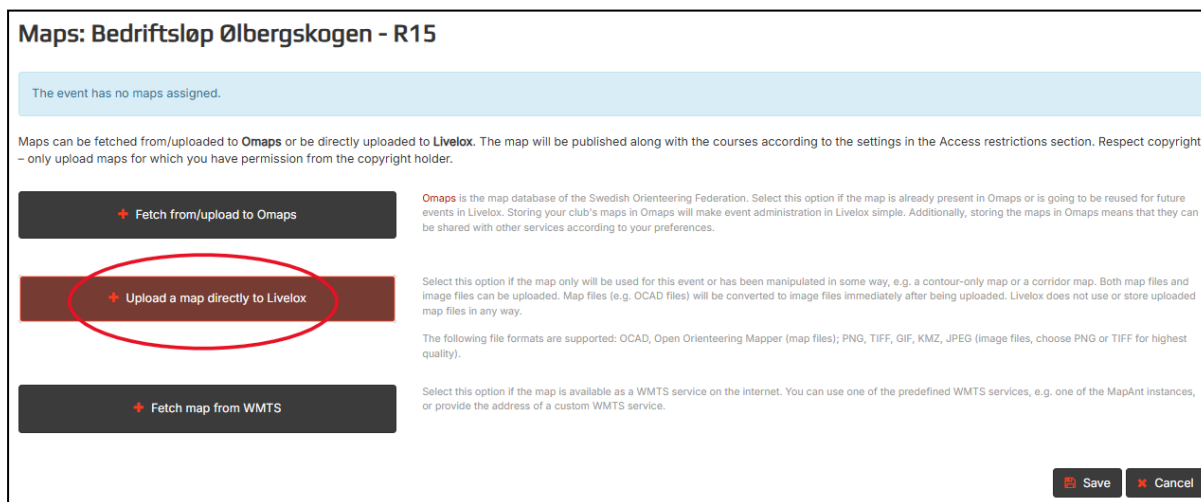 Maps: Bedriftsløp Ølbergskogen - R15
The event has no maps assigned.
Maps can be fetched from/uploaded to Omaps or be directly uploaded to Livelox. The map will be published along with the courses according to the settings in the Access restrictions section. Respect copyright
– only upload maps for which you have permission from the copyright holder.
+ Fetch from/upload to Omaps
Omaps is the map database of the Swedish Orienteering Federation. Select this option if the map is already present in Omaps or is going to be reused for future
events in Livelox. Storing your club's maps in Omaps will make event administration in Livelox simple. Additionally, storing the maps in Omaps means that they can
be shared with other services according to your preferences.
+ Upload a map directly to Livelox
Select this option if the map only will be used for this event or has been manipulated in some way, e.g. a contour-only map or a corridor map. Both map files and
image files can be uploaded. Map files (e.g. OCAD files) will be converted to image files immediately after being uploaded. Livelox does not use or store uploaded
map files in any way.
The following file formats are supported: OCAD, Open Orienteering Mapper (map files); PNG, TIFF, GIF, KMZ, JPEG (image files, choose PNG or TIFF for highest
quality).
+ Fetch map from WMTS
Select this option if the map is available as a WMTS service on the internet. You can use one of the predefined WMTS services, e.g. one of the MapAnt instances,
or provide the address of a custom WMTS service.
Save
Cancel